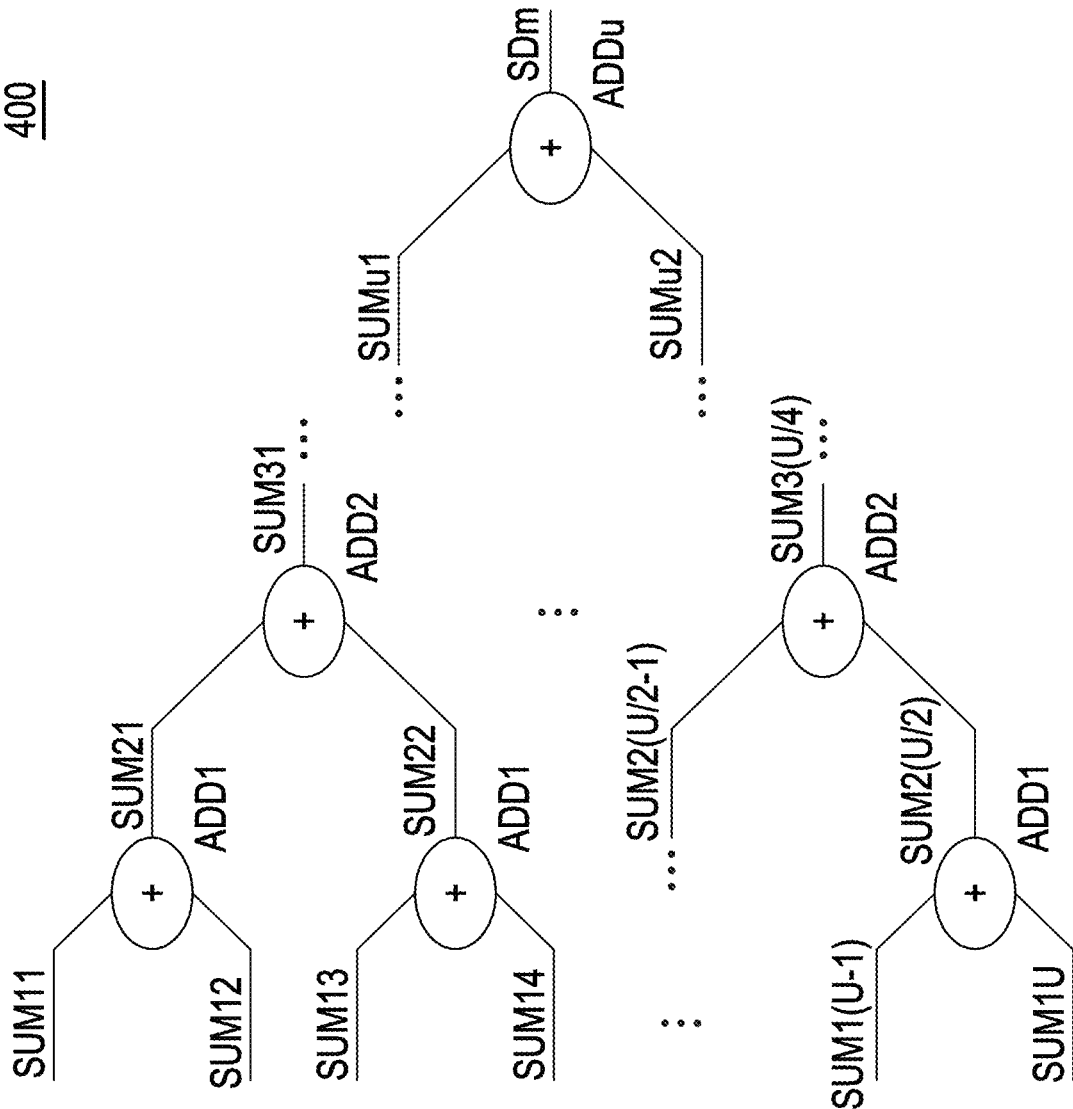 400
SUM11
SUM12
SUM21
ADD1
SUM13
SUM14
SUM22
ADD1
SUM31
ADD2
SUM1(U-1)
SUM1U
SUM2(U/2-1)
SUM2(U/2)
ADD1
SUM3(U/4)
ADD2
SUMu1
SUMu2
SDm
ADDu
+
+
+
+
+
+